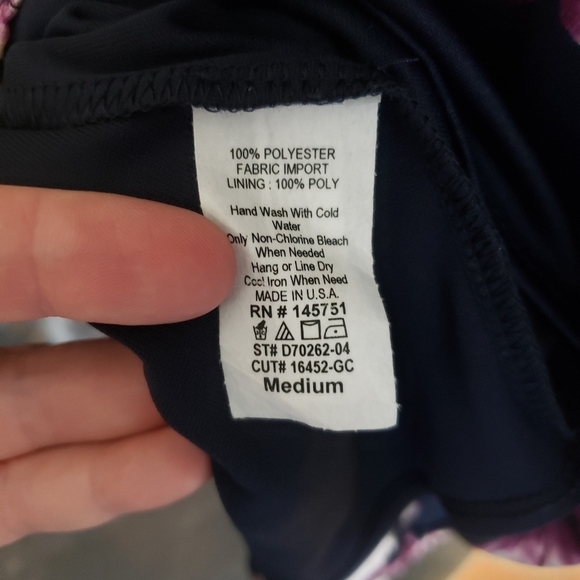 100% POLYESTER
FABRIC IMPORT
LINING : 100% POLY
Hand Wash With Cold
Water
Only Non-Chlorine Bleach
When Needed
Hang or Line Dry
Cool Iron When Need
MADE IN U.S.A.
RN # 145751
ST# D70262-04
CUT# 16452-GC
Medium